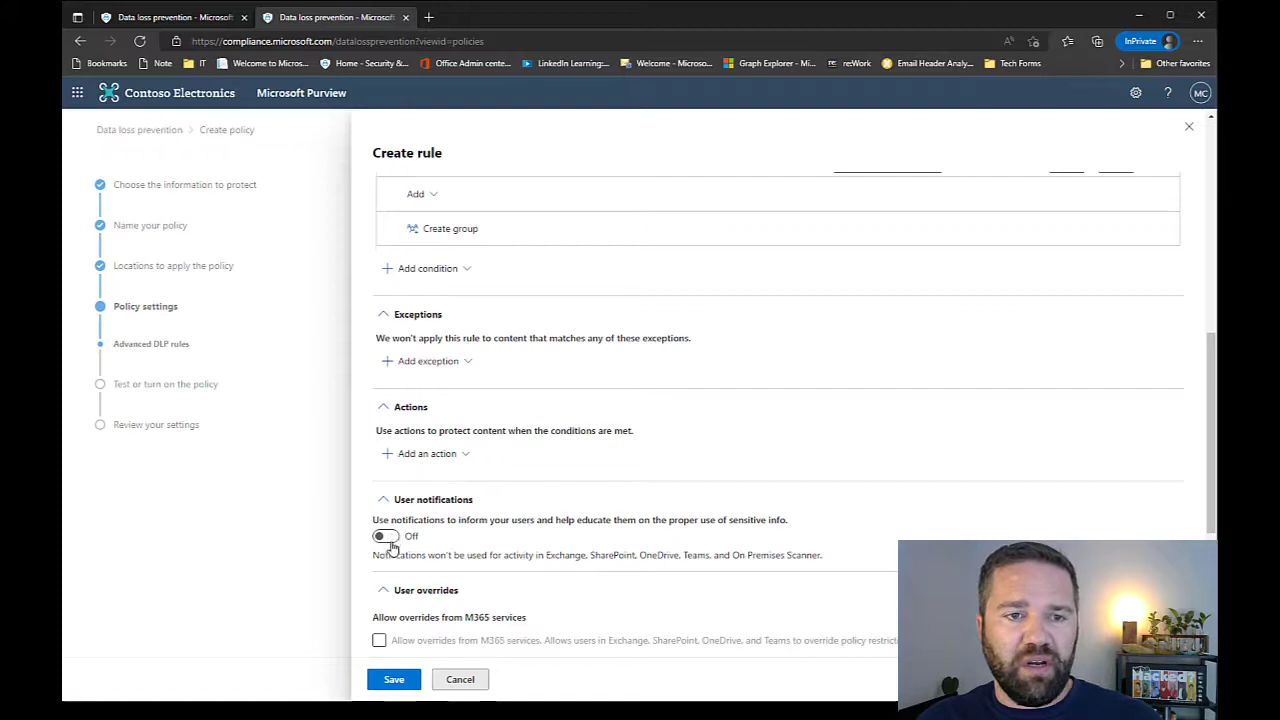 Data loss prevention - Microsoft
Data loss prevention - Microsof
https://compliance.microsoft.com/datalossprevention?viewid=policies
InPrivate
Bookmarks
Note
IT
Welcome to Micros...
Home - Security &...
Office Admin cente...
LinkedIn Learning:...
Welcome - Microso...
Graph Explorer - Mi...
re:Work
Email Header Analy...
Tech Forms
Other favorites
Contoso Electronics
Microsoft Purview
? MC
Data loss prevention > Create policy
Choose the information to protect
Name your policy
Locations to apply the policy
Policy settings
Advanced DLP rules
Test or turn on the policy
Review your settings
Create rule
Add
Create group
Add condition
Exceptions
We won't apply this rule to content that matches any of these exceptions.
Add exception
Actions
Use actions to protect content when the conditions are met.
Add an action
User notifications
Use notifications to inform your users and help educate them on the proper use of sensitive info.
Off
Notifications won't be used for activity in Exchange, SharePoint, OneDrive, Teams, and On Premises Scanner.
User overrides
Allow overrides from M365 services
Allow overrides from M365 services. Allows users in Exchange, SharePoint, OneDrive, and Teams to override policy restric
Save
Cancel
Hacked?